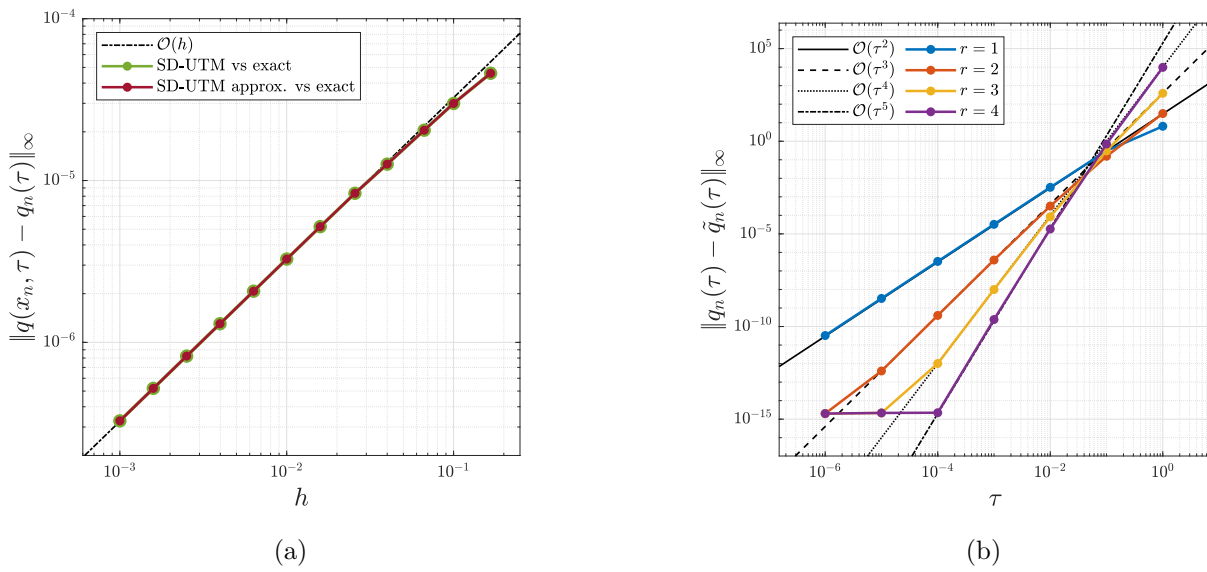 10^{-4}
10^{-5}
10^{-6}
‖q(x_n, τ) − q_n(τ)‖_∞
O(h)
SD-UTM vs exact
SD-UTM approx. vs exact
10^{-3} 10^{-2} 10^{-1}
h
(a)
10^{5}
10^{0}
10^{-5}
10^{-10}
10^{-15}
‖q_n(τ) − q̃_n(τ)‖_∞
O(τ^2) r = 1
O(τ^3) r = 2
O(τ^4) r = 3
O(τ^5) r = 4
10^{-6} 10^{-4} 10^{-2} 10^{0}
τ
(b)